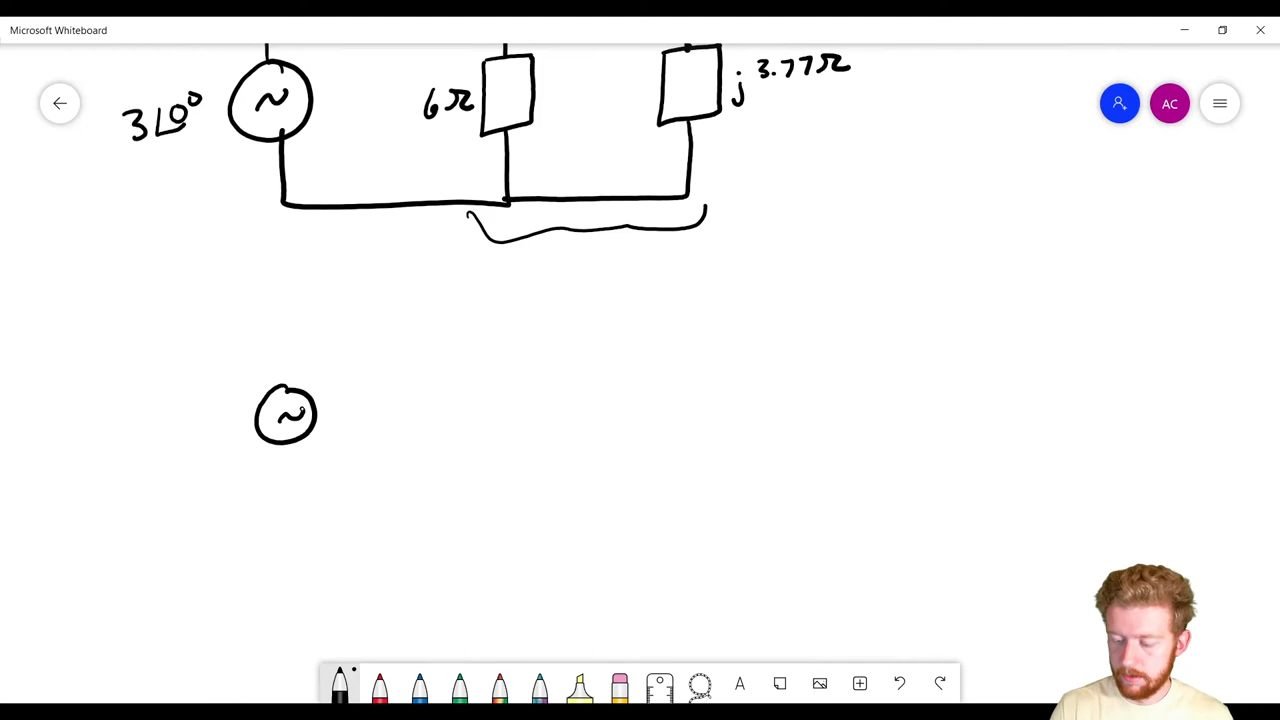 Microsoft Whiteboard
3∠0°
6Ω
j 3.77Ω
~
AC
~
A